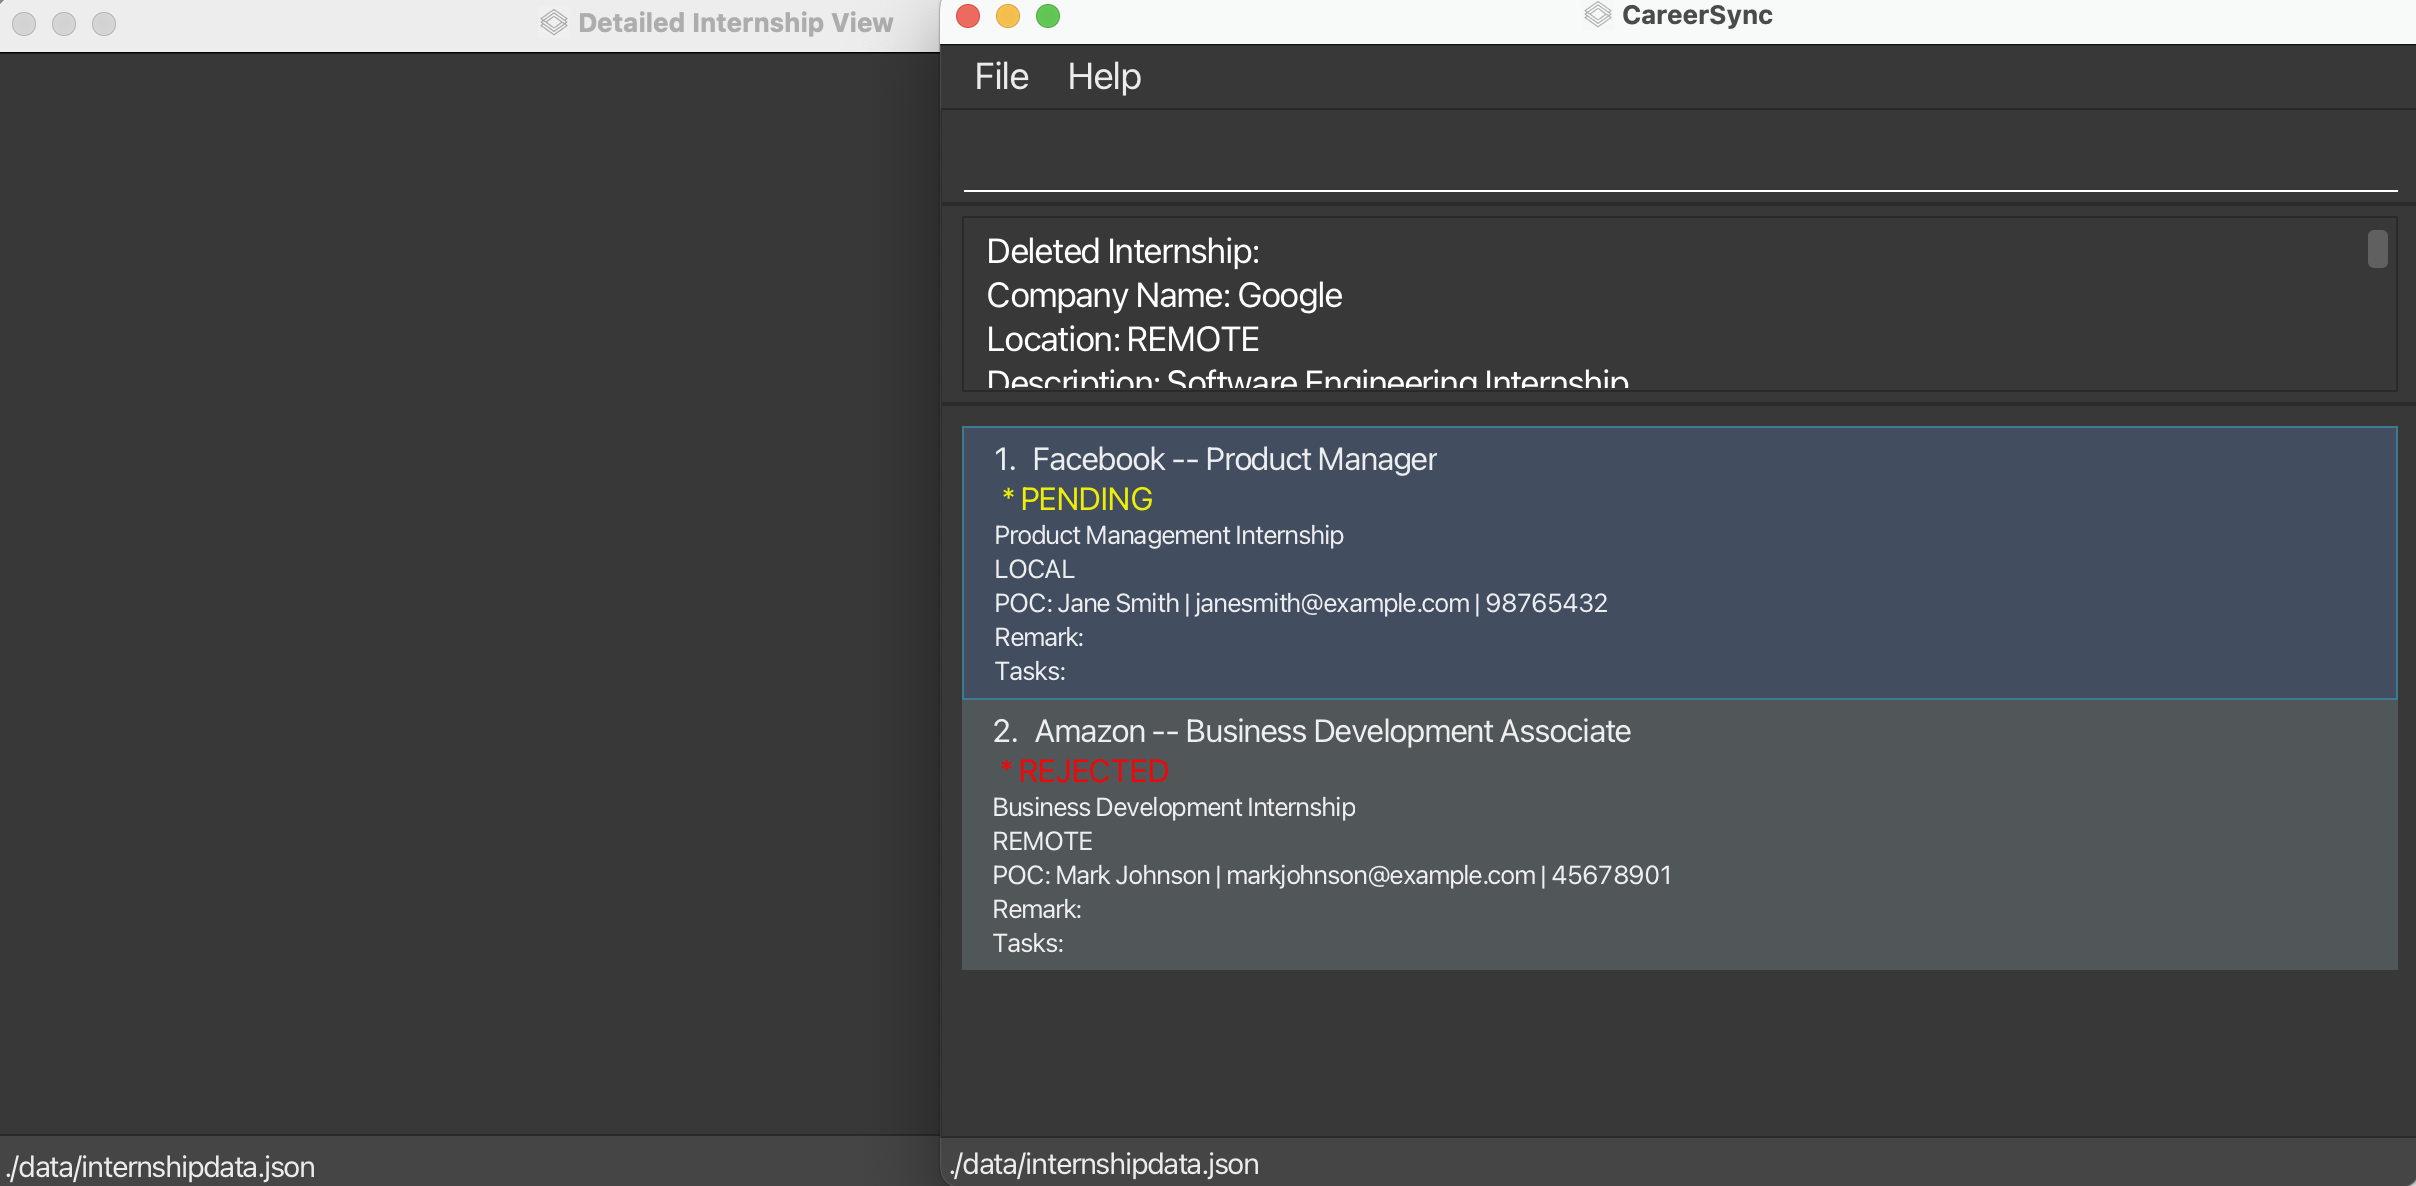 Detailed Internship View
./data/internshipdata.json
CareerSync
File Help
Deleted Internship:
Company Name: Google
Location: REMOTE
Description: Software Engineering Internship
1. Facebook -- Product Manager
* PENDING
Product Management Internship
LOCAL
POC: Jane Smith | janesmith@example.com | 98765432
Remark:
Tasks:
2. Amazon -- Business Development Associate
* REJECTED
Business Development Internship
REMOTE
POC: Mark Johnson | markjohnson@example.com | 45678901
Remark:
Tasks:
./data/internshipdata.json